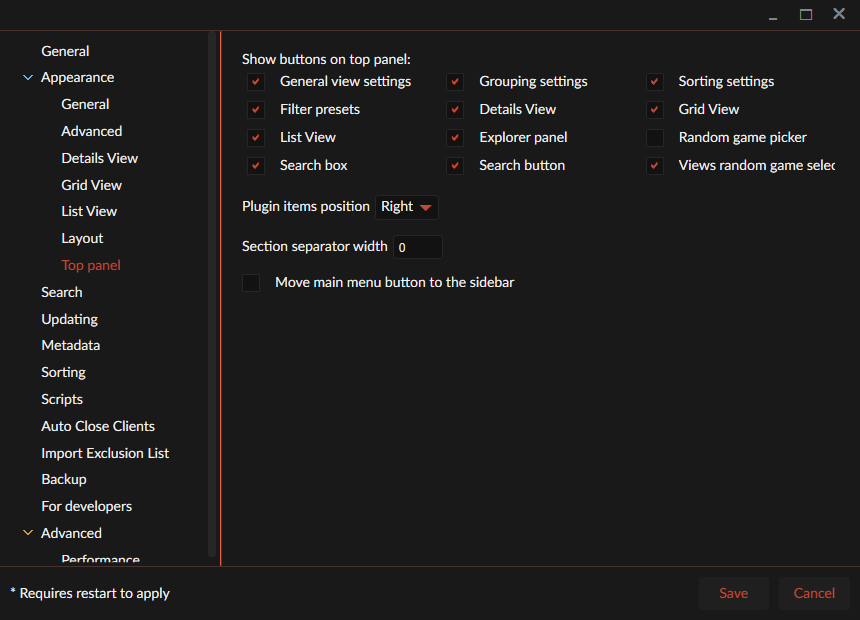 General
Appearance
General
Advanced
Details View
Grid View
List View
Layout
Top panel
Search
Updating
Metadata
Sorting
Scripts
Auto Close Clients
Import Exclusion List
Backup
For developers
Advanced
Performance
Show buttons on top panel:
General view settings Grouping settings Sorting settings
Filter presets Details View Grid View
List View Explorer panel Random game picker
Search box Search button Views random game selec
Plugin items position Right
Section separator width 0
Move main menu button to the sidebar
* Requires restart to apply
Save Cancel